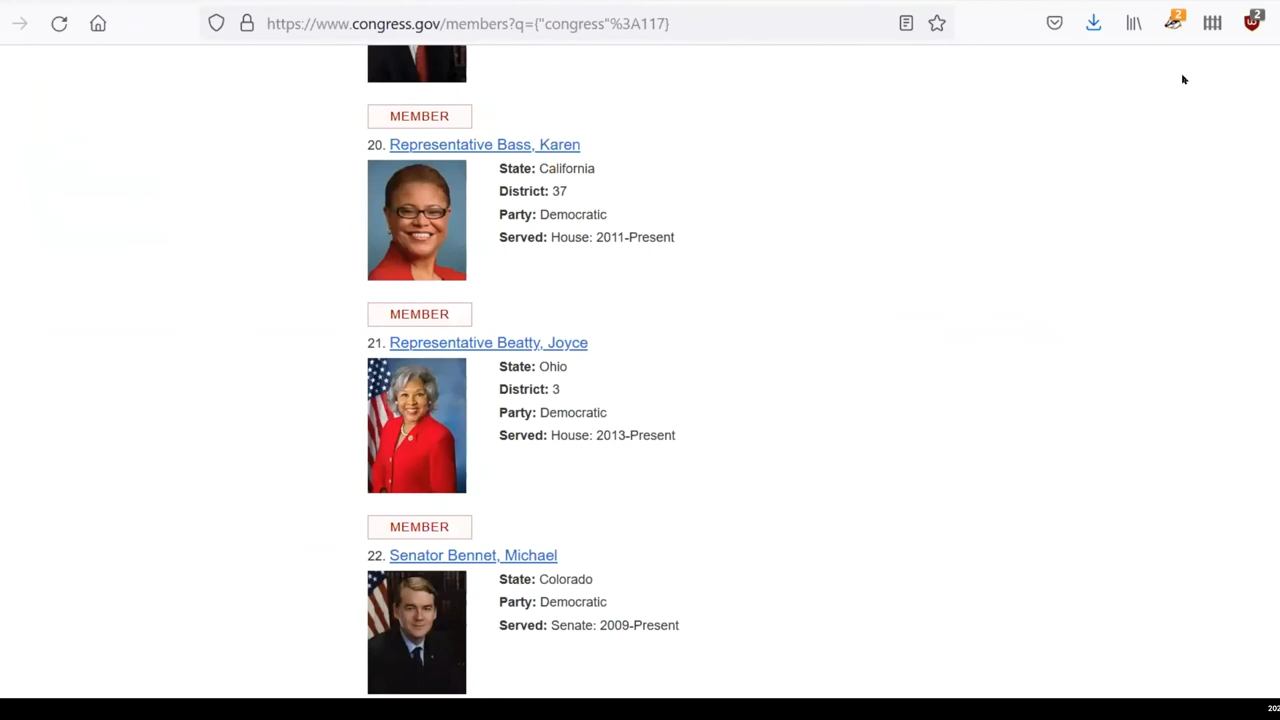 https://www.congress.gov/members?q={"congress"%3A117}
2
2
MEMBER
20. Representative Bass, Karen
State: California
District: 37
Party: Democratic
Served: House: 2011-Present
MEMBER
21. Representative Beatty, Joyce
State: Ohio
District: 3
Party: Democratic
Served: House: 2013-Present
MEMBER
22. Senator Bennet, Michael
State: Colorado
Party: Democratic
Served: Senate: 2009-Present